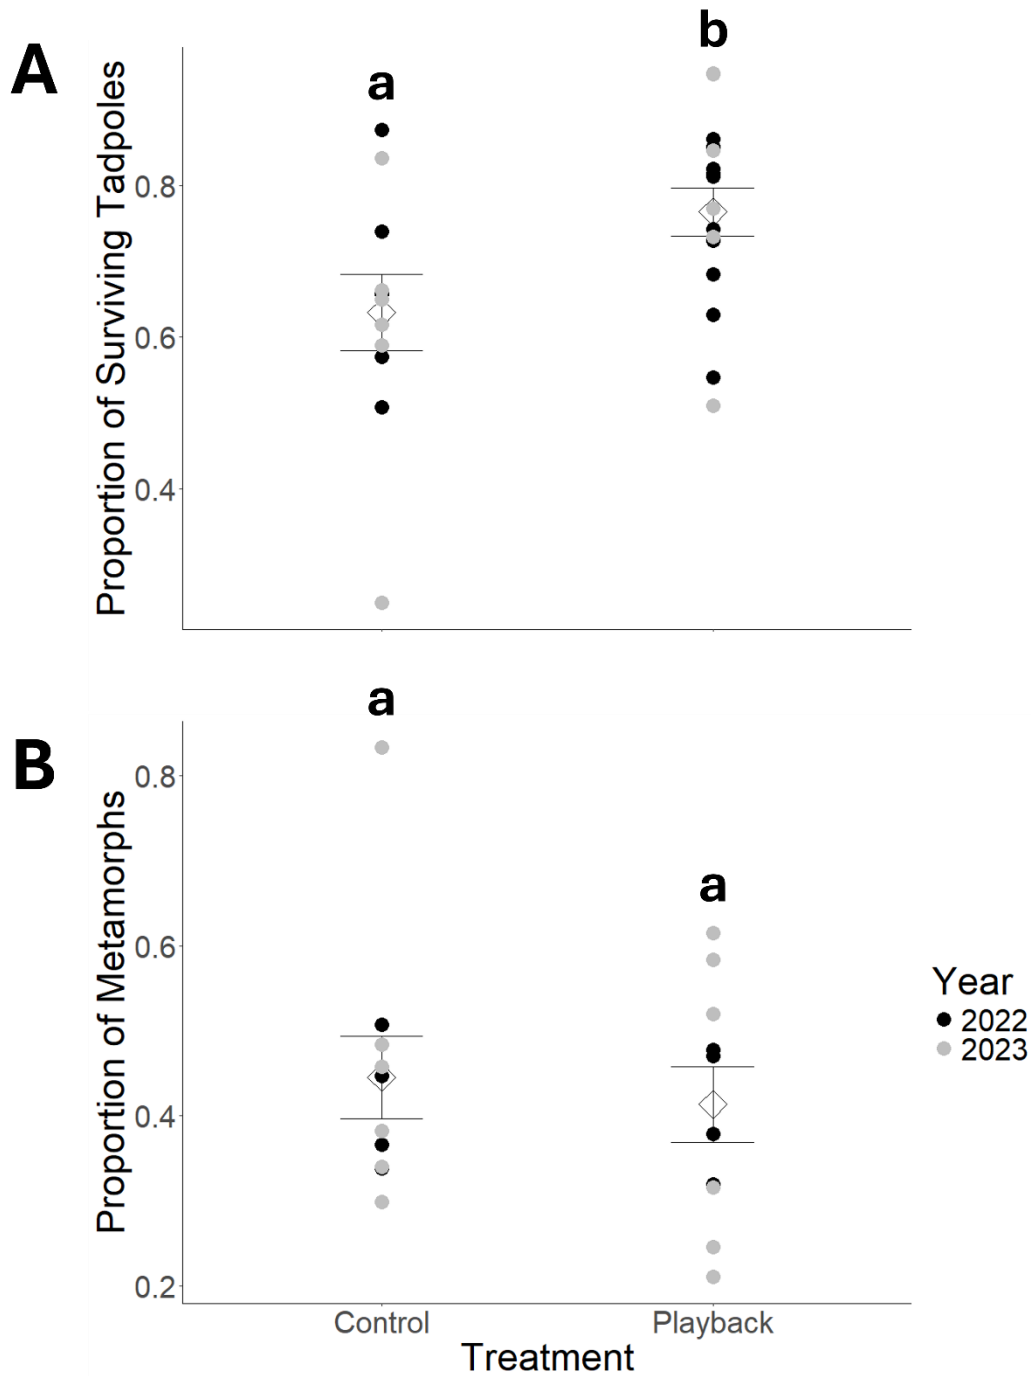 A
a
b
Proportion of Surviving Tadpoles
0.8
0.6
0.4
B
a
a
Proportion of Metamorphs
0.8
0.6
0.4
0.2
Control
Playback
Treatment
Year
2022
2023